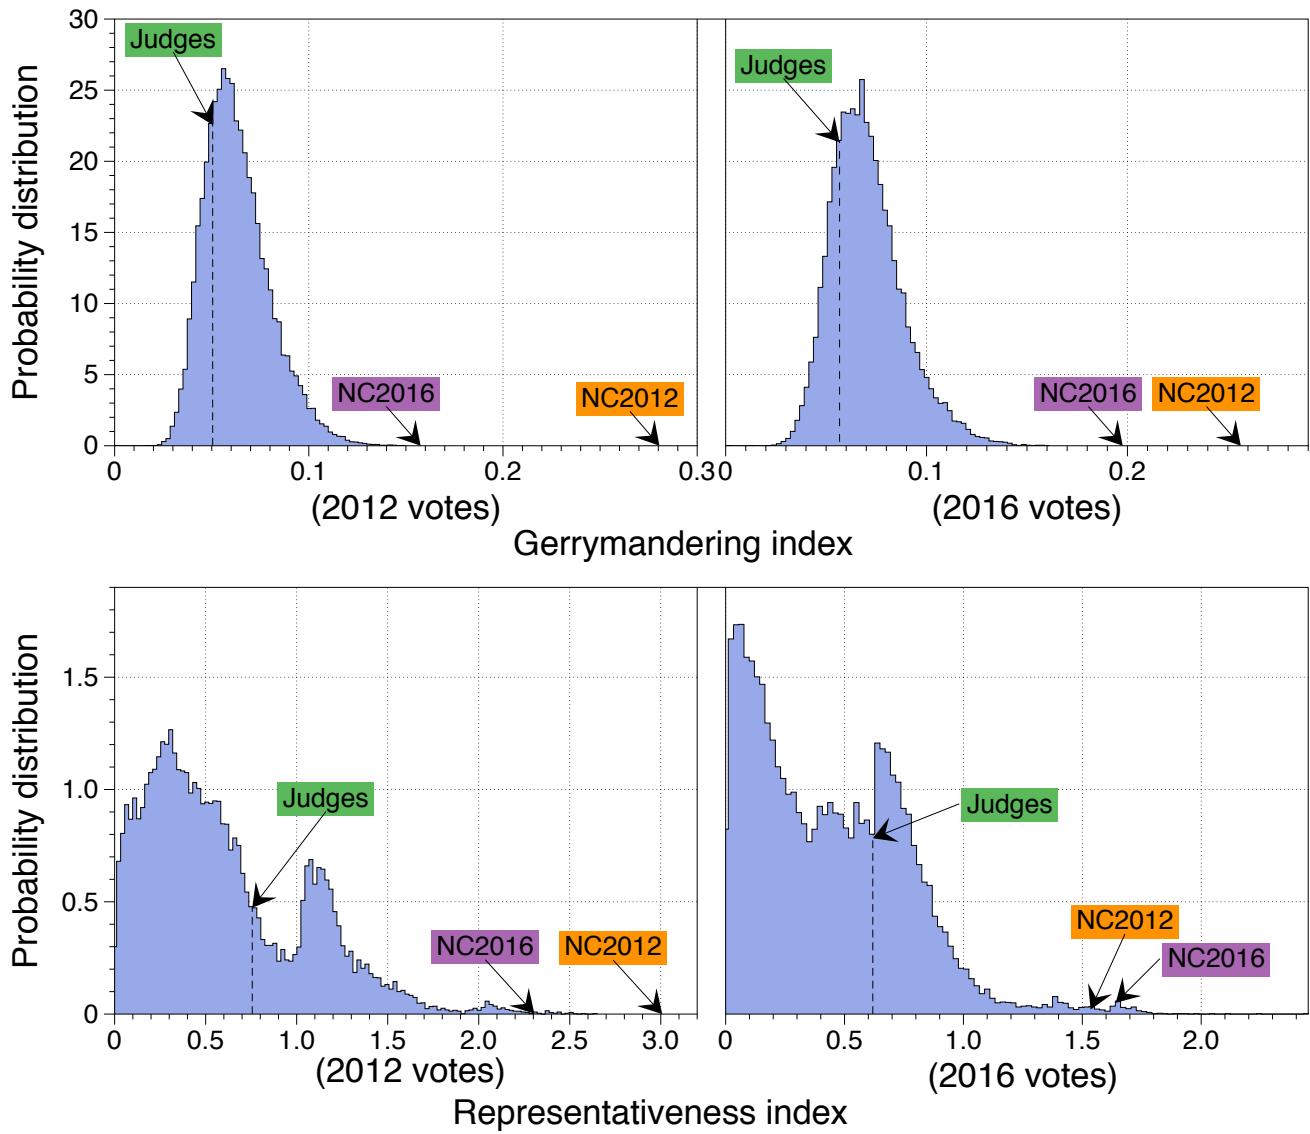 Probability distribution
30
25
20
15
10
5
0
Judges
NC2016
NC2012
0 0.1 0.2 0.3
(2012 votes)
Judges
NC2016
NC2012
0 0.1 0.2
(2016 votes)
Gerrymandering index
Probability distribution
1.5
1.0
0.5
0
Judges
NC2016
NC2012
0 0.5 1.0 1.5 2.0 2.5 3.0
(2012 votes)
Judges
NC2012
NC2016
0 0.5 1.0 1.5 2.0
(2016 votes)
Representativeness index